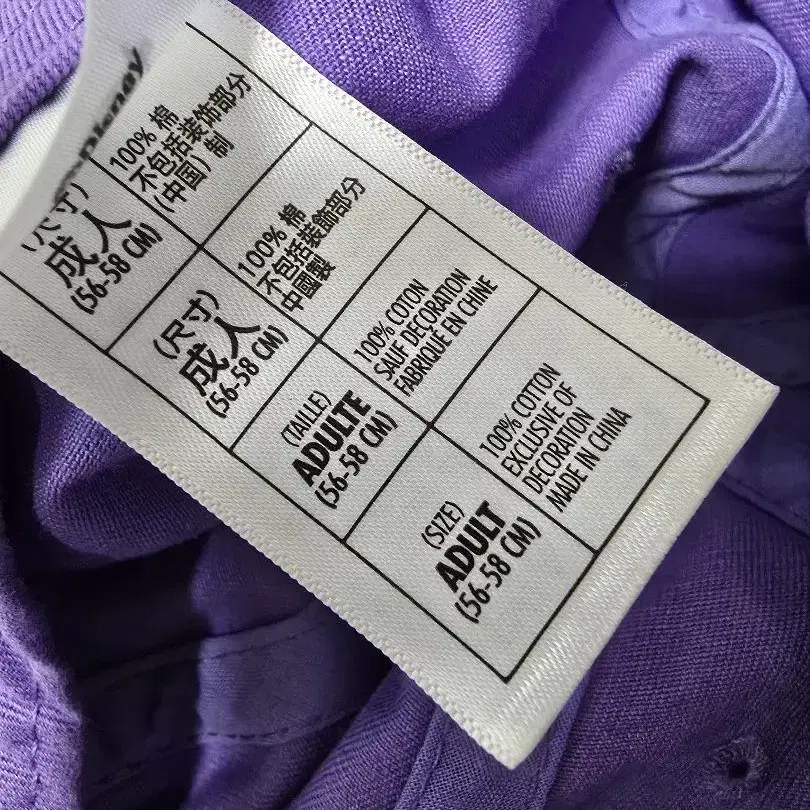 Disney
(尺寸)
成人
(56-58 CM)
100% 棉
不包括装饰部分
(中国) 制
(尺寸)
成人
(56-58 CM)
100% 棉
不包括裝飾部分
中國製
(TAILLE)
ADULTE
(56-58 CM)
100% COTON
SAUF DEÇORATION
FABRIQUÉ EN CHINE
(SIZE)
ADULT
(56-58 CM)
100% COTTON
EXCLUSIVE OF
DECORATION
MADE IN CHINA